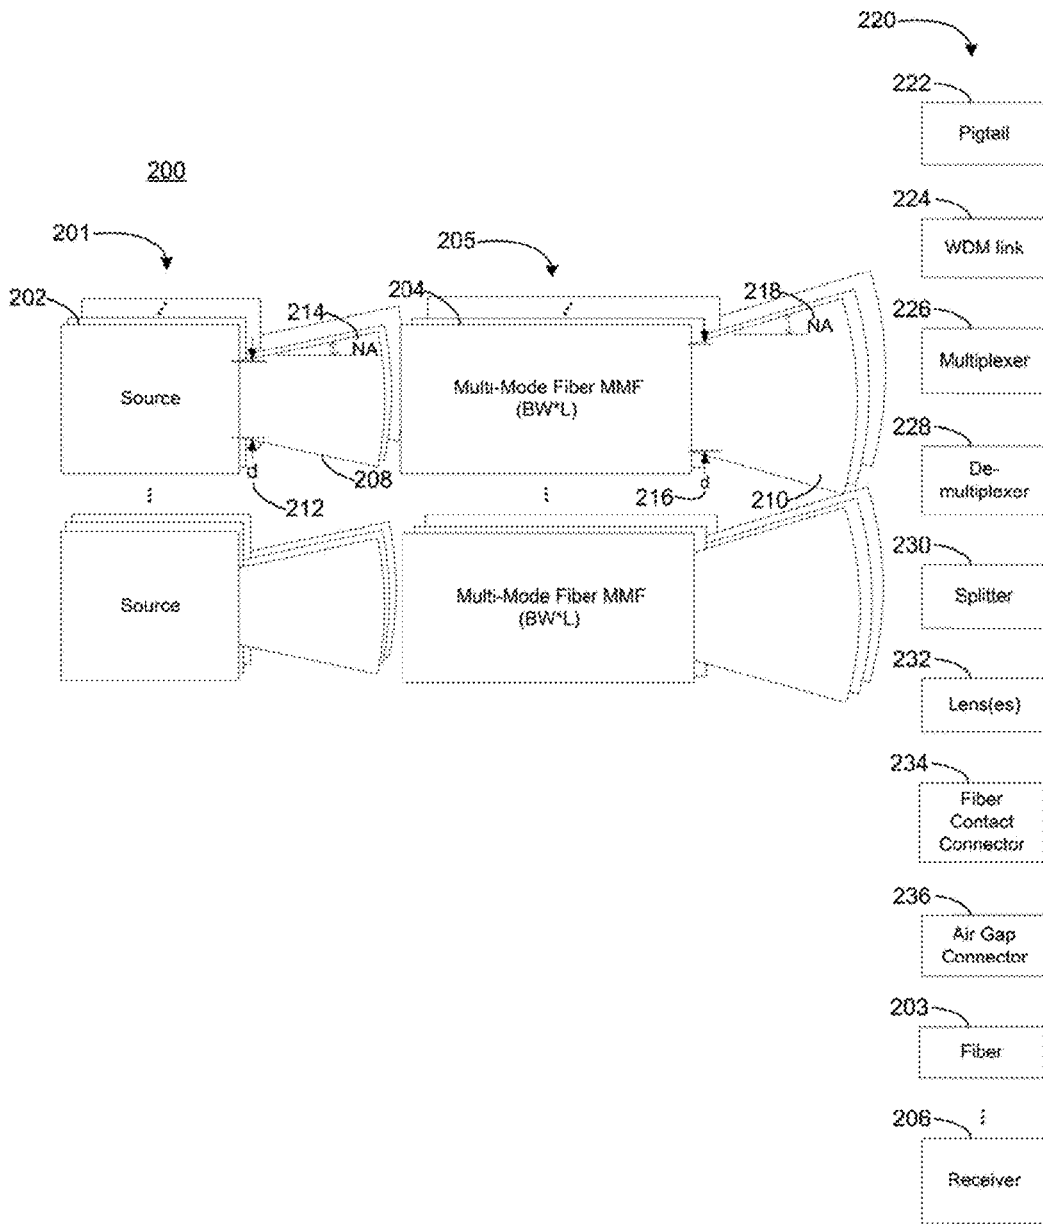 220
222
Pigtail
200
224
WDM link
201
205
202
214
NA
204
218
NA
226
Multiplexer
Source
Multi-Mode Fiber MMF
(BW*L)
228
De-
multiplexer
d
212
208
216
d
210
230
Splitter
Source
Multi-Mode Fiber MMF
(BW*L)
232
Lens(es)
234
Fiber
Contact
Connector
236
Air Gap
Connector
203
Fiber
206
Receiver